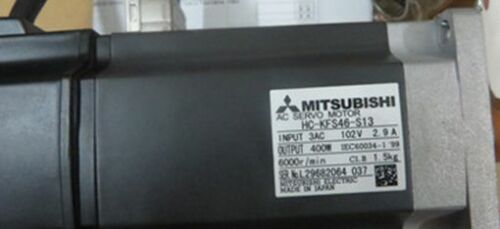 MITSUBISHI
AC SERVO MOTOR
HC-KFS46-S13
INPUT 3AC 102V 2.9A
OUTPUT 400W IEC60034-1 '99
6000r/min Cl.B 1.5kg
SER.No.L29682064 037
MITSUBISHI ELECTRIC
MADE IN JAPAN